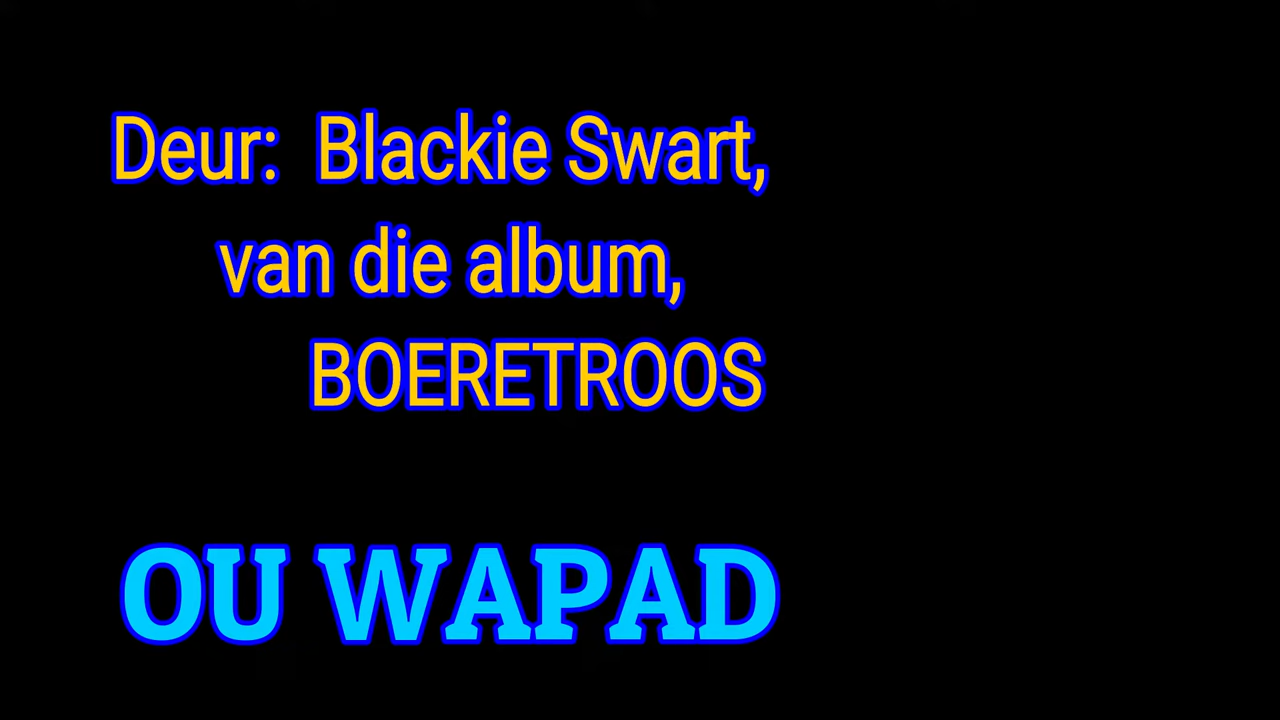 Deur: Blackie Swart,
van die album,
BOERETROOS
OU WAPAD